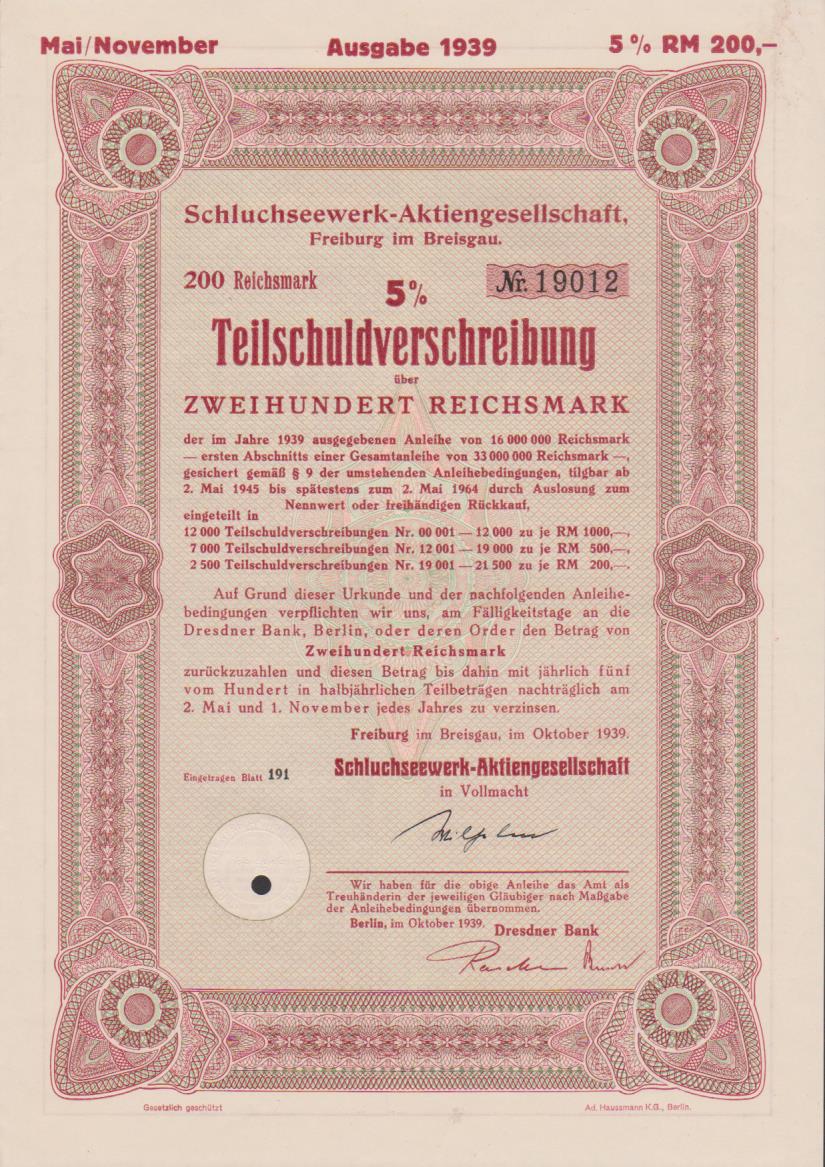 Mai/November Ausgabe 1939 5 % RM 200,—
Schluchseewerk-Aktiengesellschaft,
Freiburg im Breisgau.
200 Reichsmark 5% Nr. 19012
Teilschuldverschreibung
über
ZWEIHUNDERT REICHSMARK
der im Jahre 1939 ausgegebenen Anleihe von 16 000 000 Reichsmark
— ersten Abschnitts einer Gesamtanleihe von 33 000 000 Reichsmark —,
gesichert gemäß § 9 der umstehenden Anleihebedingungen, tilgbar ab
2. Mai 1945 bis spätestens zum 2. Mai 1964 durch Auslosung zum
Nennwert oder freihändigen Rückkauf,
eingeteilt in
12 000 Teilschuldverschreibungen Nr. 00 001 — 12 000 zu je RM 1000,—,
7 000 Teilschuldverschreibungen Nr. 12 001 — 19 000 zu je RM 500,—,
2 500 Teilschuldverschreibungen Nr. 19 001 — 21 500 zu je RM 200,—.
Auf Grund dieser Urkunde und der nachfolgenden Anleihe-
bedingungen verpflichten wir uns, am Fälligkeitstage an die
Dresdner Bank, Berlin, oder deren Order den Betrag von
Zweihundert Reichsmark
zurückzuzahlen und diesen Betrag bis dahin mit jährlich fünf
vom Hundert in halbjährlichen Teilbeträgen nachträglich am
2. Mai und 1. November jedes Jahres zu verzinsen.
Freiburg im Breisgau, im Oktober 1939.
Schluchseewerk-Aktiengesellschaft
Eingetragen Blatt 191
in Vollmacht
Wir haben für die obige Anleihe das Amt als
Treuhänderin der jeweiligen Gläubiger nach Maßgabe
der Anleihebedingungen übernommen.
Berlin, im Oktober 1939.
Dresdner Bank
Gesetzlich geschützt Ad. Haussmann K.G., Berlin.